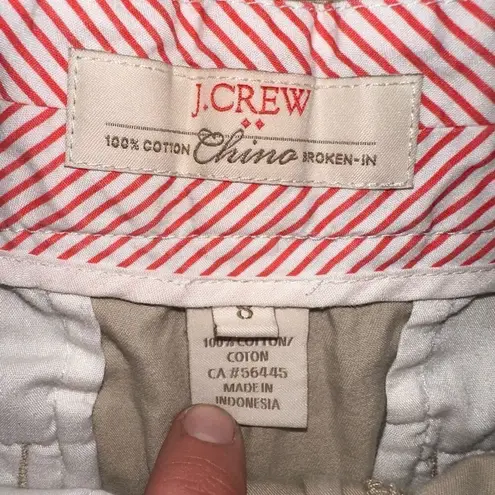 J.CREW
100% COTTON Chino BROKEN-IN
8
100% COTTON/
COTON
CA #56445
MADE IN
INDONESIA